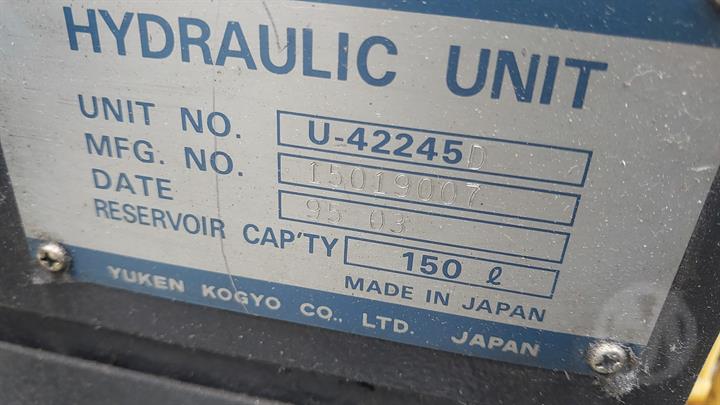 HYDRAULIC UNIT
UNIT NO. U-42245D
MFG. NO. 15019007
DATE 95 03
RESERVOIR CAP'TY 150 ℓ
MADE IN JAPAN
YUKEN KOGYO CO., LTD. JAPAN